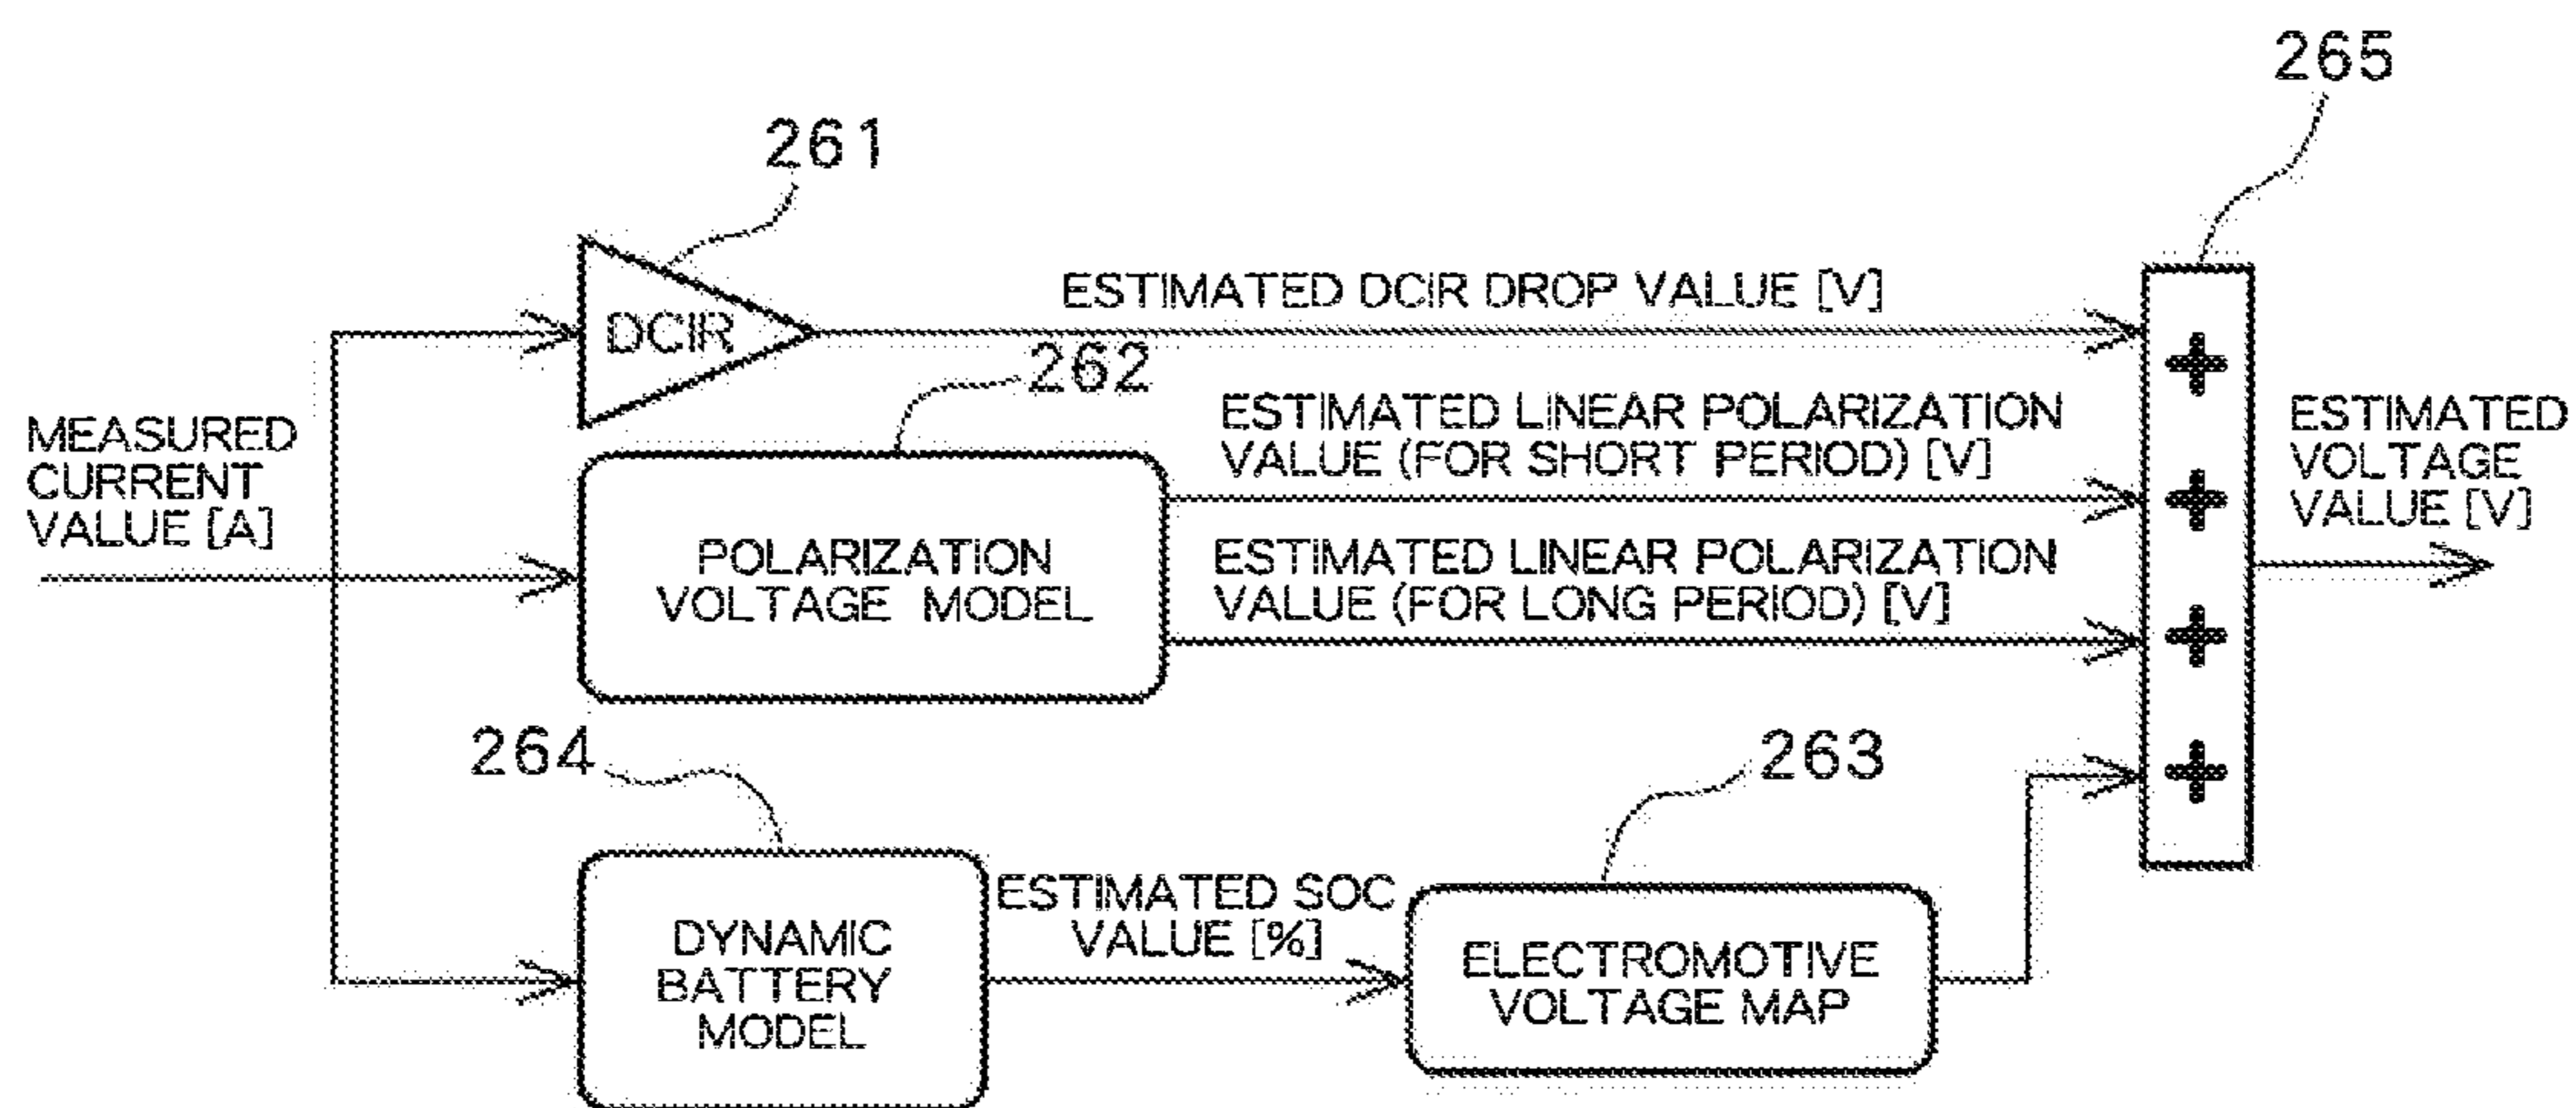 265
261
ESTIMATED DCIR DROP VALUE [V]
DCIR
262
MEASURED
CURRENT
VALUE [A]
ESTIMATED LINEAR POLARIZATION
VALUE (FOR SHORT PERIOD) [V]
ESTIMATED
VOLTAGE
VALUE [V]
POLARIZATION
VOLTAGE MODEL
ESTIMATED LINEAR POLARIZATION
VALUE (FOR LONG PERIOD) [V]
+
+
+
+
264
263
DYNAMIC
BATTERY
MODEL
ESTIMATED SOC
VALUE [%]
ELECTROMOTIVE
VOLTAGE MAP